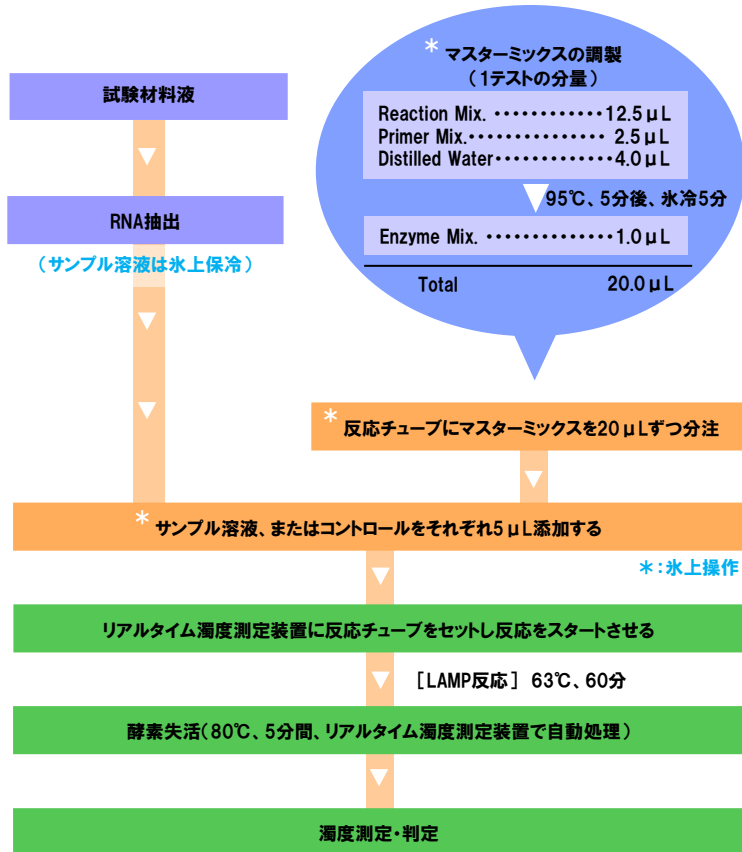 試験材料液
RNA抽出
(サンプル溶液は氷上保冷)
*マスターミックスの調製
(1テストの分量)
Reaction Mix. ・・・・・・・・・・・・12.5μL
Primer Mix.・・・・・・・・・・・・・ 2.5μL
Distilled Water・・・・・・・・・・・・・4.0μL
95℃、5分後、氷冷5分
Enzyme Mix. ・・・・・・・・・・・・・・1.0μL
Total 20.0μL
*反応チューブにマスターミックスを20μLずつ分注
*サンプル溶液、またはコントロールをそれぞれ5μL添加する
*:氷上操作
リアルタイム濁度測定装置に反応チューブをセットし反応をスタートさせる
[LAMP反応] 63℃、60分
酵素失活(80℃、5分間、リアルタイム濁度測定装置で自動処理)
濁度測定・判定